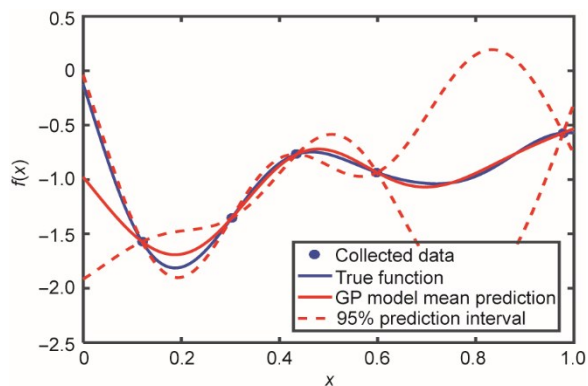 0.5
0
−0.5
−1.0
−1.5
−2.0
−2.5
f(x)
Collected data
True function
GP model mean prediction
95% prediction interval
0 0.2 0.4 0.6 0.8 1.0
x